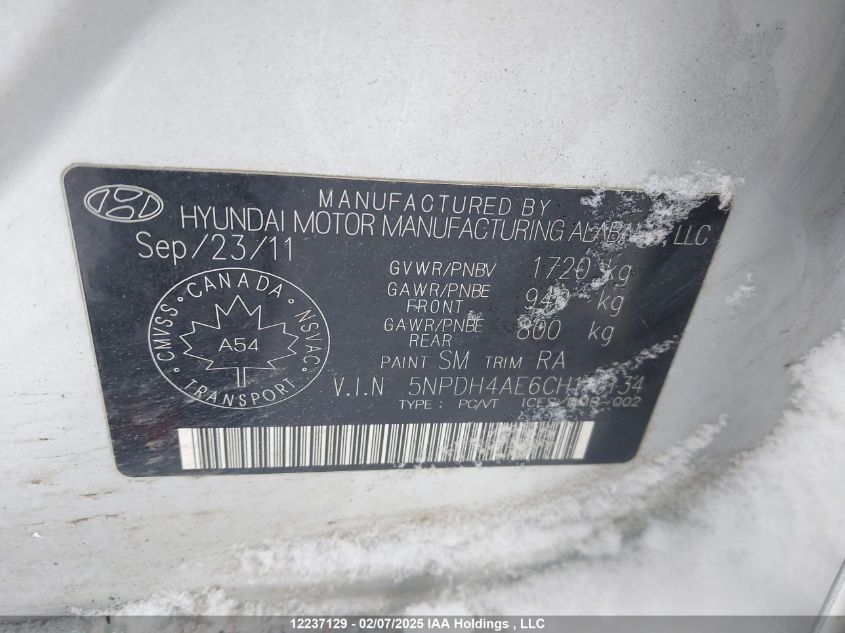 MANUFACTURED BY
HYUNDAI MOTOR MANUFACTURING LLC
Sep/23/11
GVWR/PNBV 1720 kg
GAWR/PNBE FRONT kg
GAWR/PNBE REAR 800 kg
PAINT SM TRIM RA
V.I.N
TYPE : PC/VT
CANADA
CMVSS NSVAC
A54
TRANSPORT
12237129 - 02/07/2025 IAA Holdings , LLC